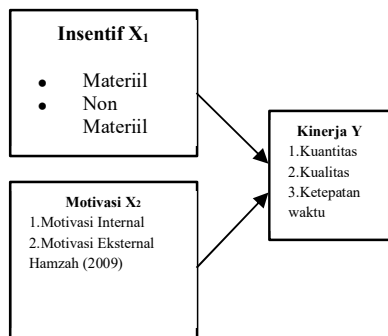 Insentif X₁
• Materiil
• Non
Materiil
Motivasi X₂
1.Motivasi Internal
2.Motivasi Eksternal
Hamzah (2009)
Kinerja Y
1.Kuantitas
2.Kualitas
3.Ketepatan
waktu